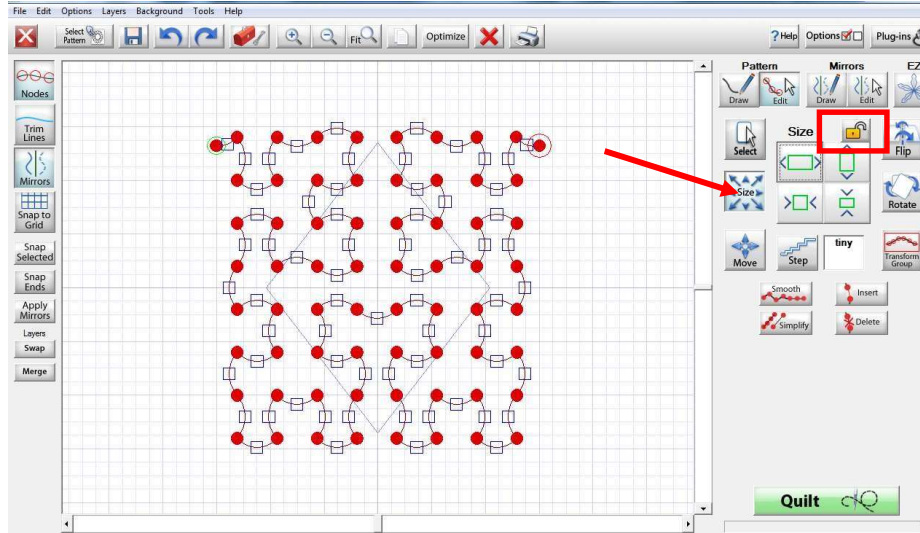 File Edit Options Layers Background Tools Help
Select Pattern Fit Optimize ? Help Options Plug-ins
Nodes
Trim Lines
Mirrors
Snap to Grid
Snap Selected
Snap Ends
Apply Mirrors
Layers
Swap
Merge
Pattern Mirrors EZ
Draw Edit Draw Edit
Select Size Flip
Size Rotate
Move Step tiny Transform Group
Smooth Insert
Simplify Delete
Quilt